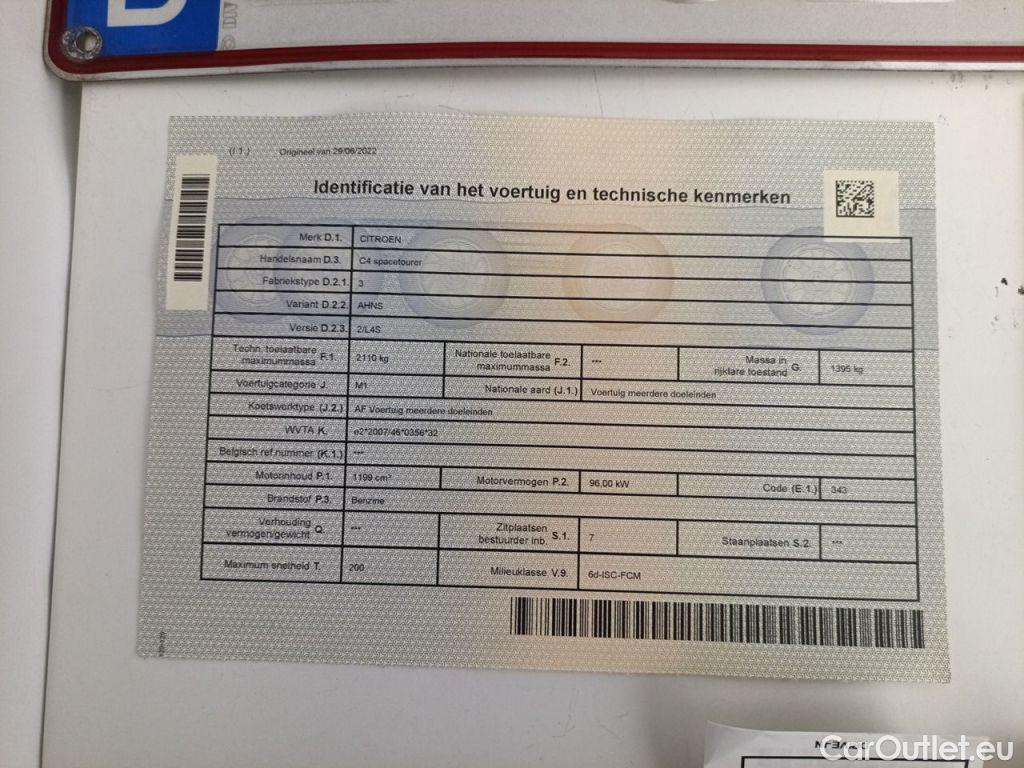 (I 1.) Origineel van 29/06/2022
Identificatie van het voertuig en technische kenmerken
Merk D.1. CITROEN
Handelsnaam D.3. C4 spacetourer
Fabriekstype D.2.1. 3
Variant D.2.2. AHNS
Versie D.2.3. 2/L4S
Techn. toelaatbare maximummassa F.1. 2110 kg Nationale toelaatbare maximummassa F.2. --- Massa in rijklare toestand G. 1395 kg
Voertuigcategorie J. M1 Nationale aard (J.1.) Voertuig meerdere doeleinden
Koetswerktype (J.2.) AF Voertuig meerdere doeleinden
WVTA K. e2*2007/46*0356*32
Belgisch ref.nummer (K.1.) ---
Motorinhoud P.1. 1199 cm³ Motorvermogen P.2. 96,00 kW Code (E.1.) 343
Brandstof P.3. Benzine
Verhouding vermogen/gewicht Q. --- Zitplaatsen bestuurder inb. S.1. 7 Staanplaatsen S.2. ---
Maximum snelheid T. 200 Milieuklasse V.9. 6d-ISC-FCM
CarOutlet.eu